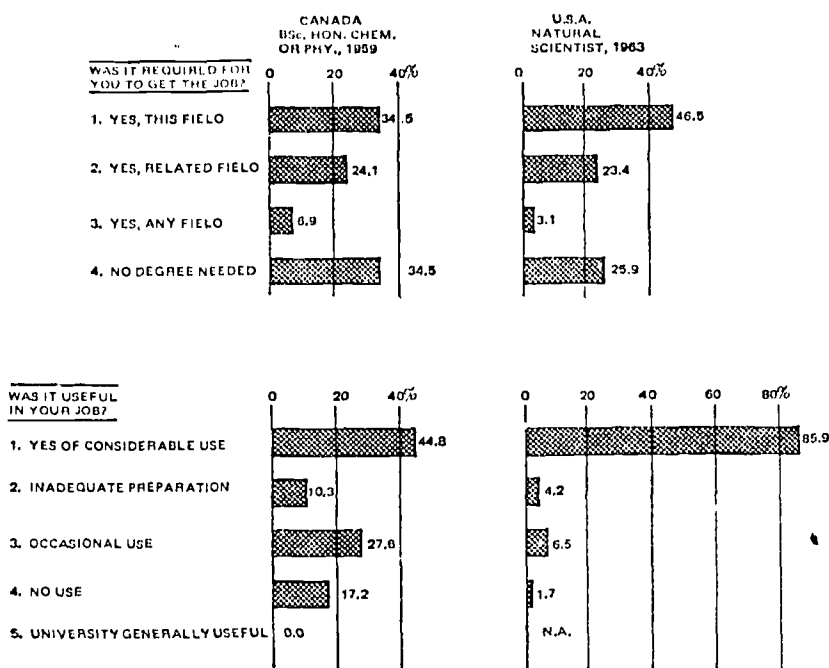 CANADA
BSc, HON. CHEM.
OR PHY., 1959
U.S.A.
NATURAL
SCIENTIST, 1963
WAS IT REQUIRED FOR
YOU TO GET THE JOB?
0 20 40%
0 20 40%
1. YES, THIS FIELD 34.5 46.5
2. YES, RELATED FIELD 24.1 23.4
3. YES, ANY FIELD 6.9 3.1
4. NO DEGREE NEEDED 34.5 25.9
WAS IT USEFUL
IN YOUR JOB?
0 20 40%
0 20 40 60 80%
1. YES OF CONSIDERABLE USE 44.8 85.9
2. INADEQUATE PREPARATION 10.3 4.2
3. OCCASIONAL USE 27.6 6.5
4. NO USE 17.2 1.7
5. UNIVERSITY GENERALLY USEFUL 0.0 N.A.